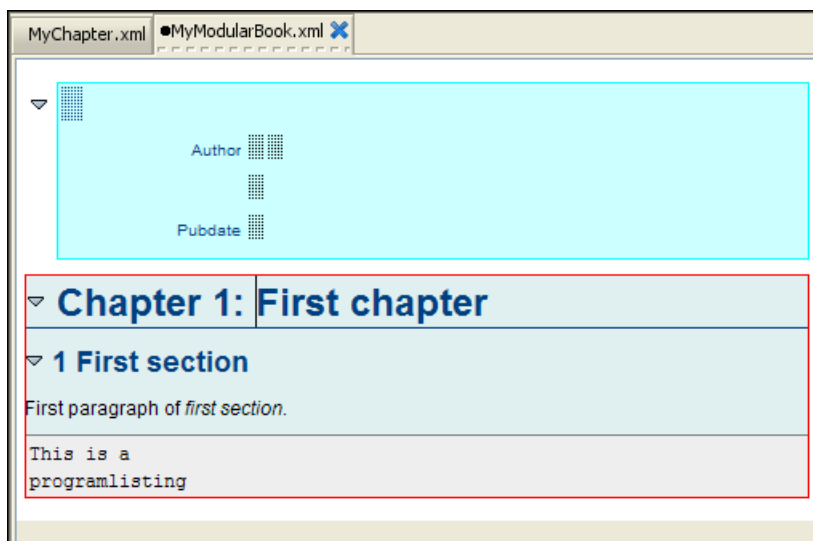 MyChapter.xml ●MyModularBook.xml
Author
Pubdate
Chapter 1: First chapter
1 First section
First paragraph of first section.
This is a
programlisting